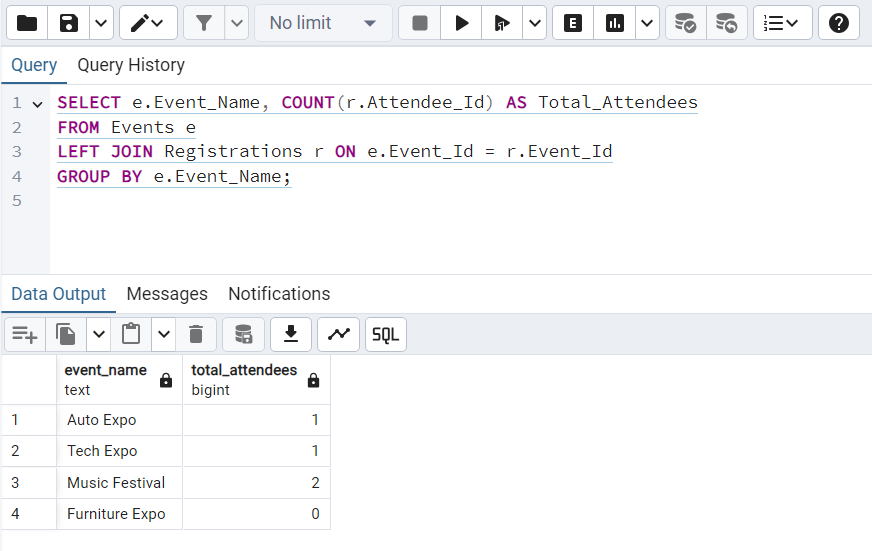 No limit
E
Query Query History
1 SELECT e.Event_Name, COUNT(r.Attendee_Id) AS Total_Attendees
2 FROM Events e
3 LEFT JOIN Registrations r ON e.Event_Id = r.Event_Id
4 GROUP BY e.Event_Name;
5
Data Output Messages Notifications
SQL
event_name total_attendees
text bigint
1 Auto Expo 1
2 Tech Expo 1
3 Music Festival 2
4 Furniture Expo 0